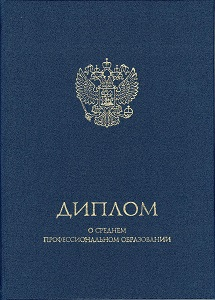 ДИПЛОМ
О СРЕДНЕМ
ПРОФЕССИОНАЛЬНОМ ОБРАЗОВАНИИ